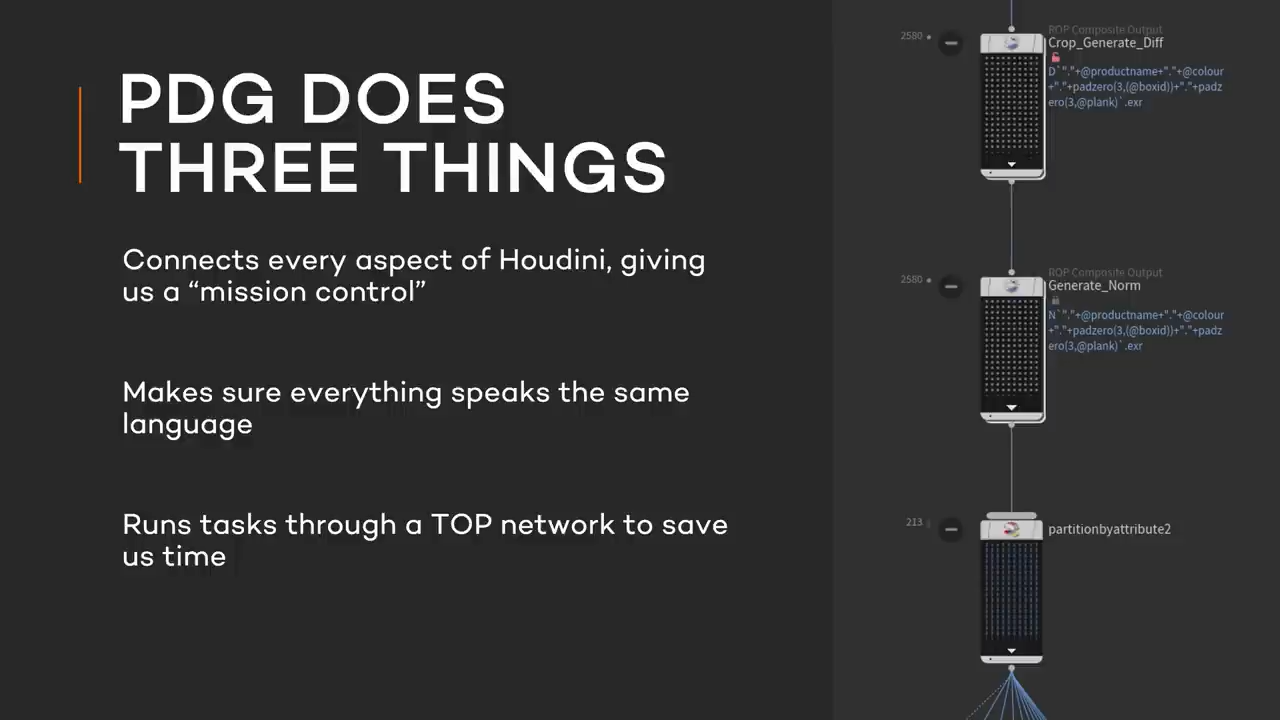 PDG DOES
THREE THINGS
Connects every aspect of Houdini, giving
us a “mission control”
Makes sure everything speaks the same
language
Runs tasks through a TOP network to save
us time
2580
ROP Composite Output
Crop_Generate_Diff
D`"."+@productname+"."+@colour
+"."+padzero(3,(@boxid))+"."+padz
ero(3,@plank)`.exr
2580
ROP Composite Output
Generate_Norm
N`"."+@productname+"."+@colour
+"."+padzero(3,(@boxid))+"."+padz
ero(3,@plank)`.exr
213
partitionbyattribute2